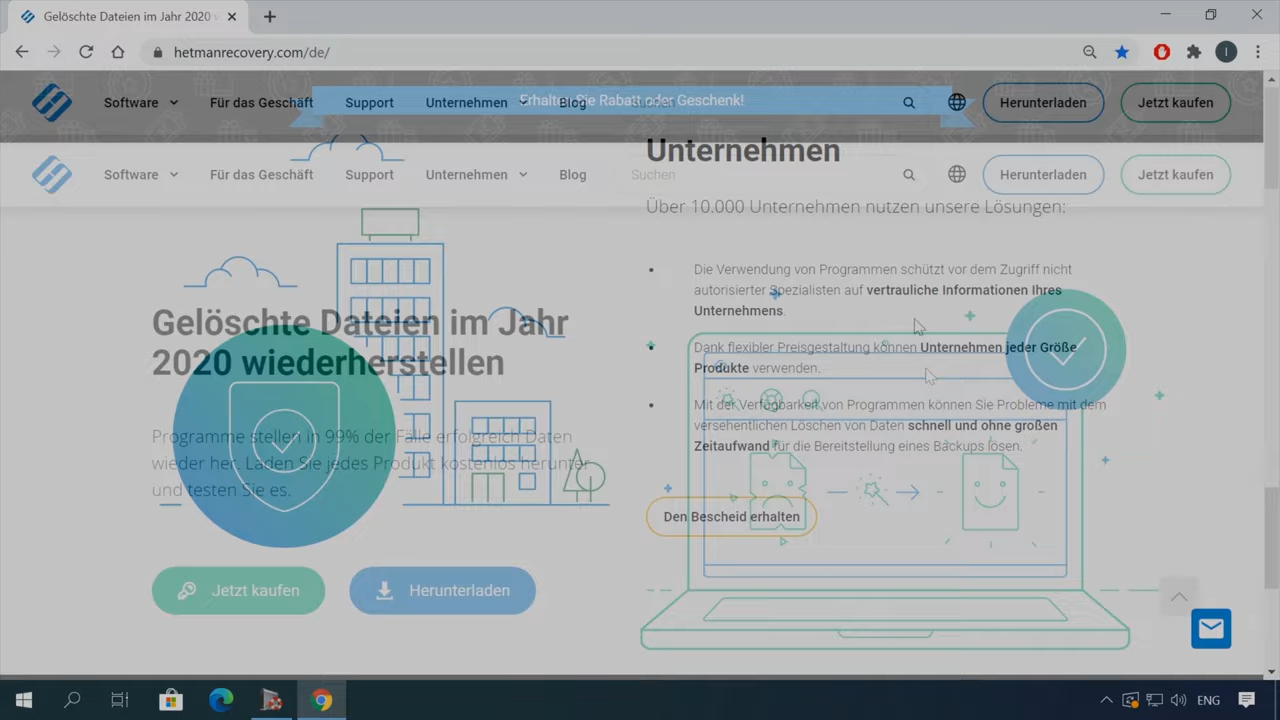 Gelöschte Dateien im Jahr 2020 v
hetmanrecovery.com/de/
I
Erhalten Sie Rabatt oder Geschenk!
Software
Für das Geschäft
Support
Unternehmen
Blog
Herunterladen
Jetzt kaufen
Software
Für das Geschäft
Support
Unternehmen
Blog
Suchen
Herunterladen
Jetzt kaufen
Gelöschte Dateien im Jahr
2020 wiederherstellen
Programme stellen in 99% der Fälle erfolgreich Daten
wieder her. Laden Sie jedes Produkt kostenlos herunter
und testen Sie es.
Jetzt kaufen
Herunterladen
Unternehmen
Über 10.000 Unternehmen nutzen unsere Lösungen:
Die Verwendung von Programmen schützt vor dem Zugriff nicht
autorisierter Spezialisten auf vertrauliche Informationen Ihres
Unternehmens.
Dank flexibler Preisgestaltung können Unternehmen jeder Größe
Produkte verwenden.
Mit der Verfügbarkeit von Programmen können Sie Probleme mit dem
versehentlichen Löschen von Daten schnell und ohne großen
Zeitaufwand für die Bereitstellung eines Backups lösen.
Den Bescheid erhalten
ENG